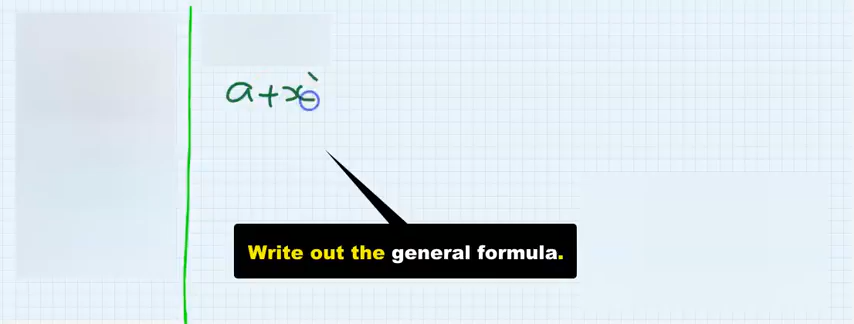 a+x
Write out the general formula.